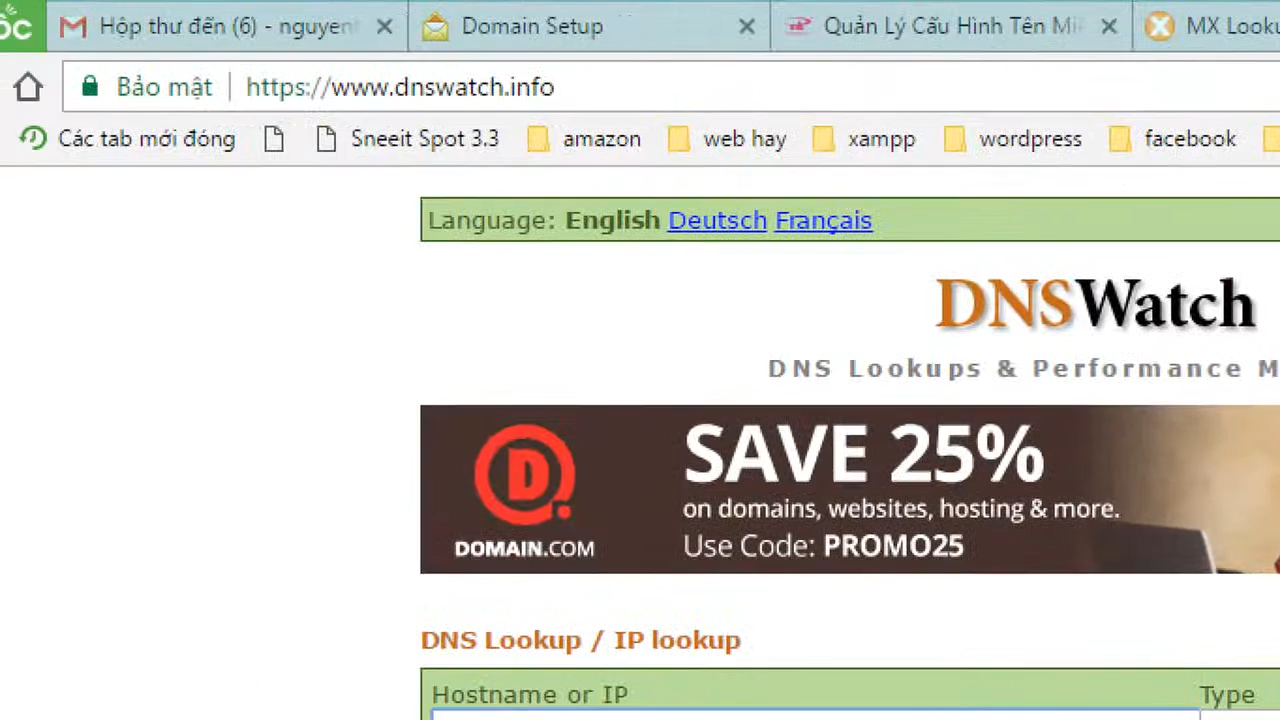 ỐC
Hộp thư đến (6) - nguyen
Domain Setup
Quản Lý Cấu Hình Tên Mi
MX Looku
Bảo mật
https://www.dnswatch.info
Các tab mới đóng
Sneeit Spot 3.3
amazon
web hay
xampp
wordpress
facebook
Language: English Deutsch Français
DNSWatch
DNS Lookups & Performance M
SAVE 25%
on domains, websites, hosting & more.
Use Code: PROMO25
D
DOMAIN.COM
DNS Lookup / IP lookup
Hostname or IP
Type